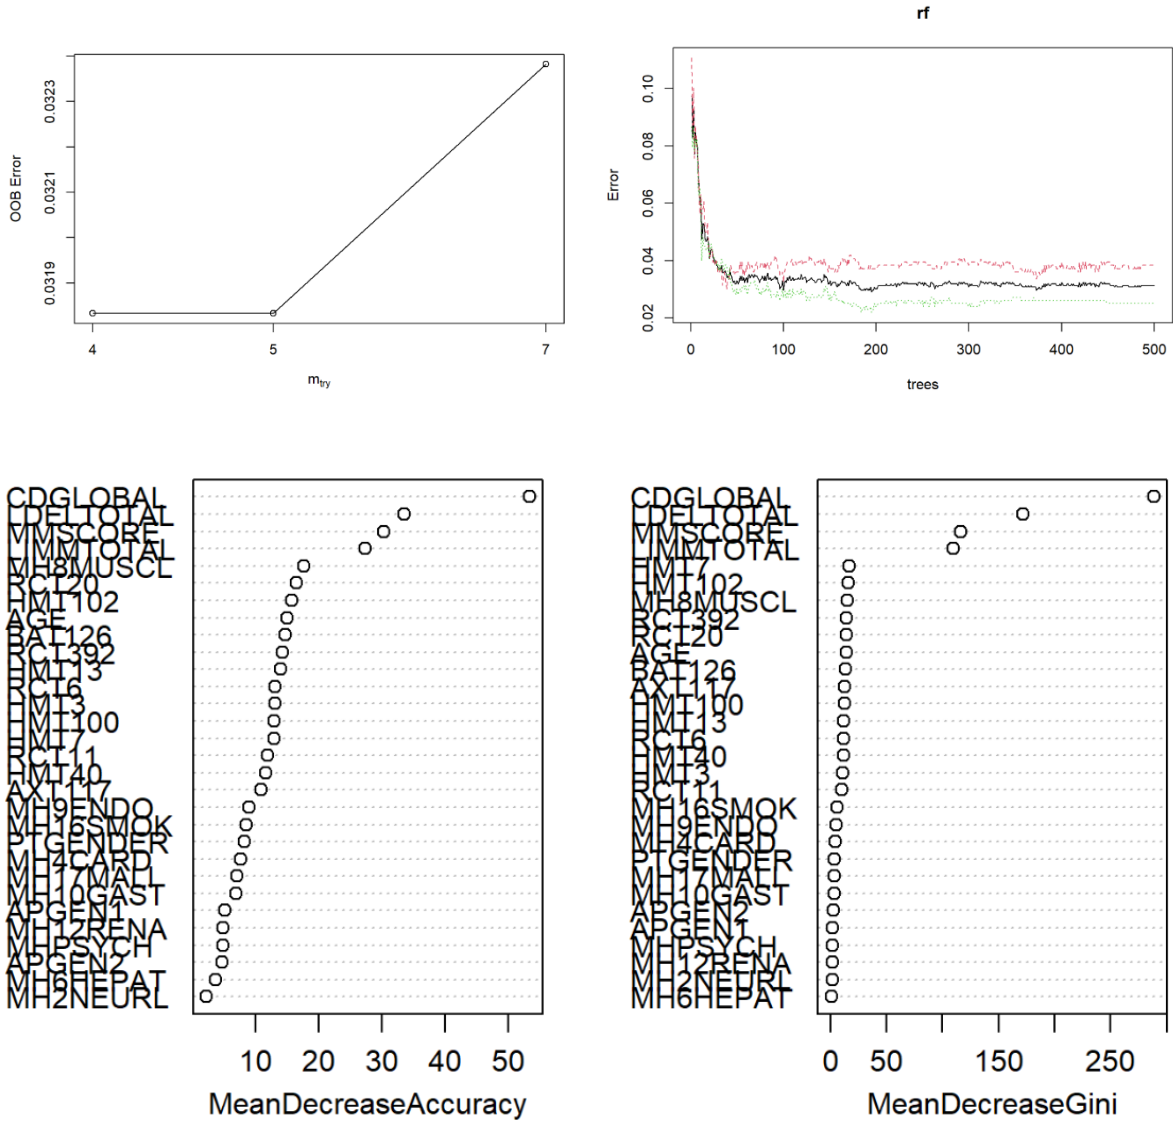 rf
OOB Error
0.0323
0.0321
0.0319
4 5 7
mtry
Error
0.10
0.08
0.06
0.04
0.02
0 100 200 300 400 500
trees
CDGLOBAL
LDELTOTAL
MMSCORE
LIMMTOTAL
MH8MUSCL
RCT20
HMT102
AGE
BAT126
RCT392
HMT13
RCT6
HMT3
HMT100
HMT7
RCT11
HMT40
AXT117
MH9ENDO
MH16SMOK
PTGENDER
MH4CARD
MH17MALL
MH10GAST
APGEN1
MH12RENA
MHPSYCH
APGEN2
MH6HEPAT
MH2NEURL
10 20 30 40 50
MeanDecreaseAccuracy
CDGLOBAL
LDELTOTAL
MMSCORE
LIMMTOTAL
HMT7
HMT102
MH8MUSCL
RCT392
RCT20
AGE
BAT126
AXT117
HMT100
HMT13
RCT6
HMT40
HMT3
RCT11
MH16SMOK
MH9ENDO
MH4CARD
PTGENDER
MH17MALL
MH10GAST
APGEN2
APGEN1
MHPSYCH
MH12RENA
MH2NEURL
MH6HEPAT
0 50 150 250
MeanDecreaseGini